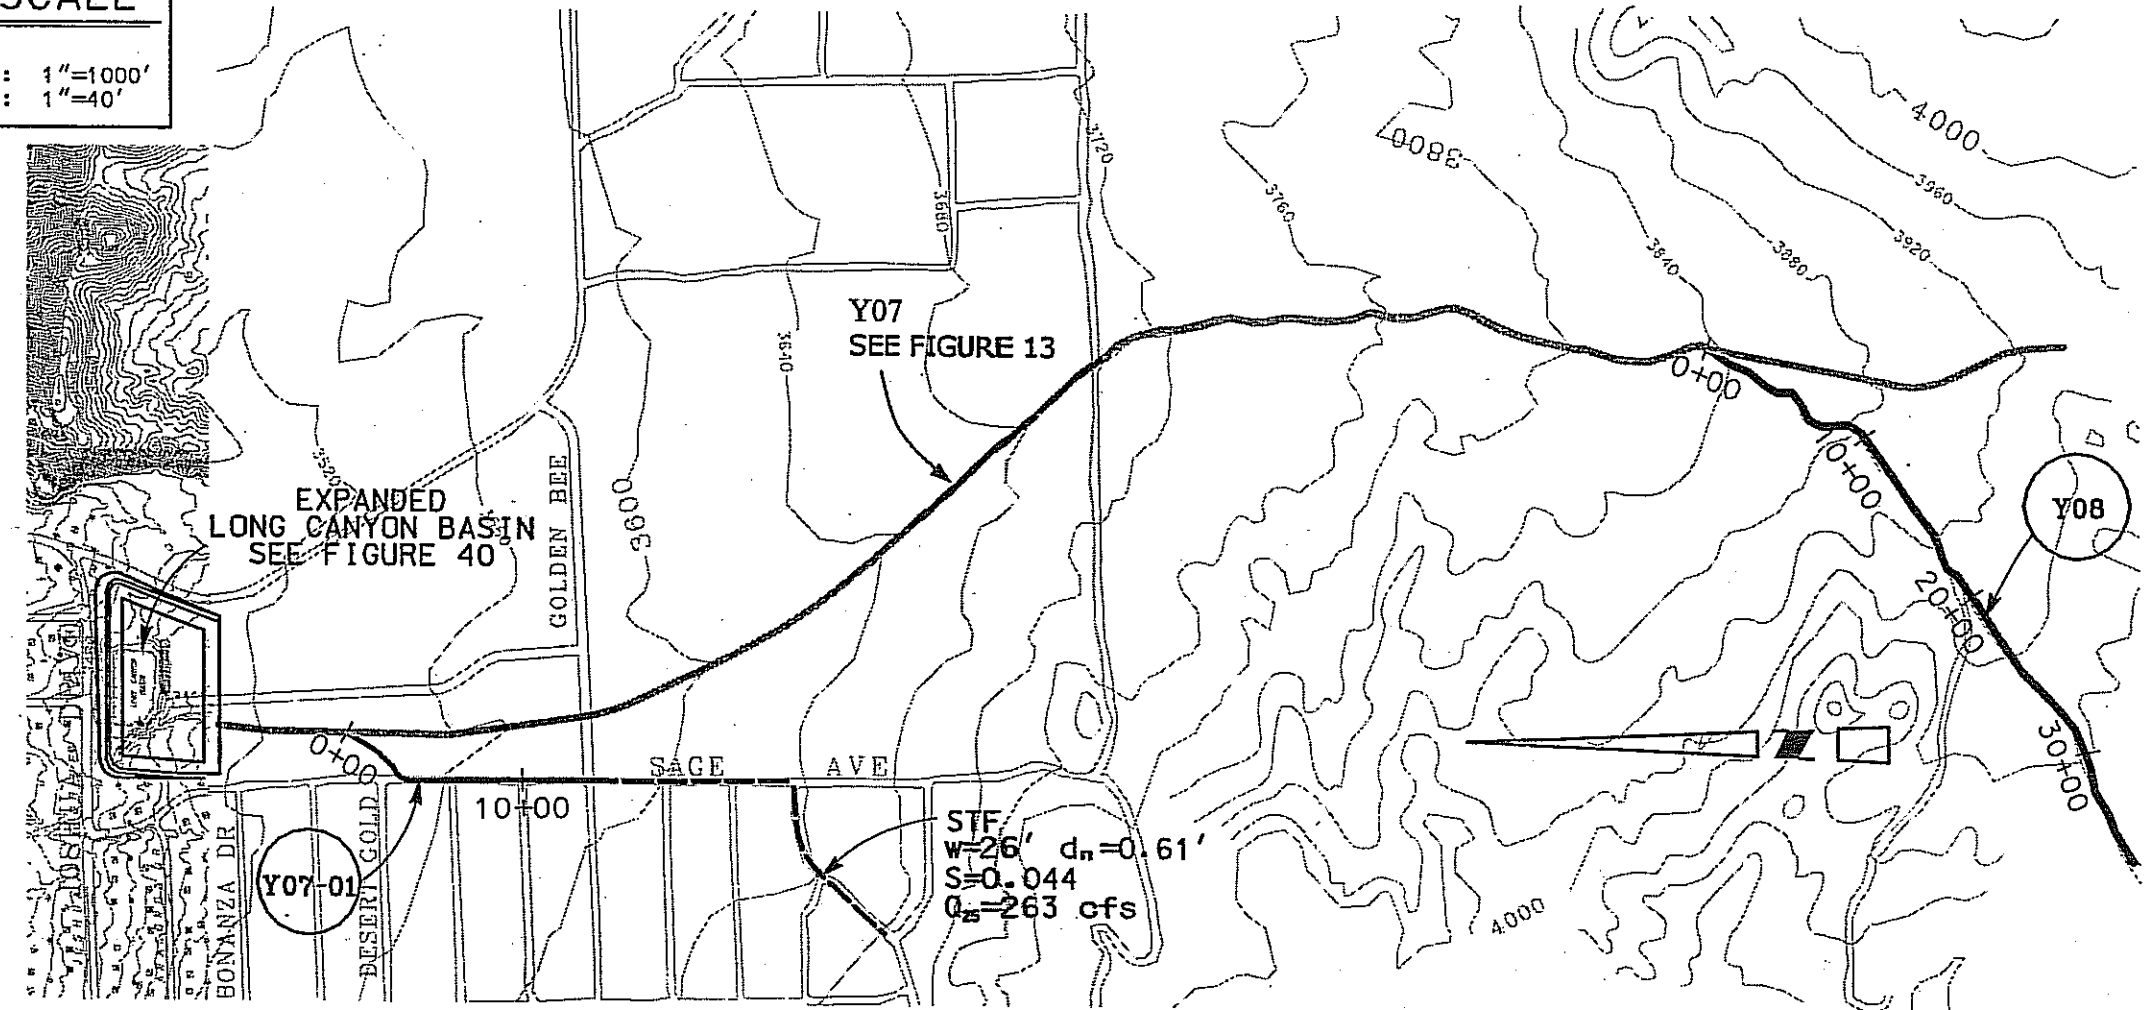 SCALE
: 1"=1000'
: 1"=40'
4000
3800
3720
3760
3680
3960
3920
3880
3840
Y07
SEE FIGURE 13
3640
0+00
10+00
20+00
30+00
Y08
3520
EXPANDED
LONG CANYON BASIN
SEE FIGURE 40
GOLDEN BEE
3600
0+00
10+00
SAGE AVE
DESERT GOLD
BONANZA DR
Y07-01
STF
W=26' dn=0.61'
S=0.044
Q25=263 cfs
4000